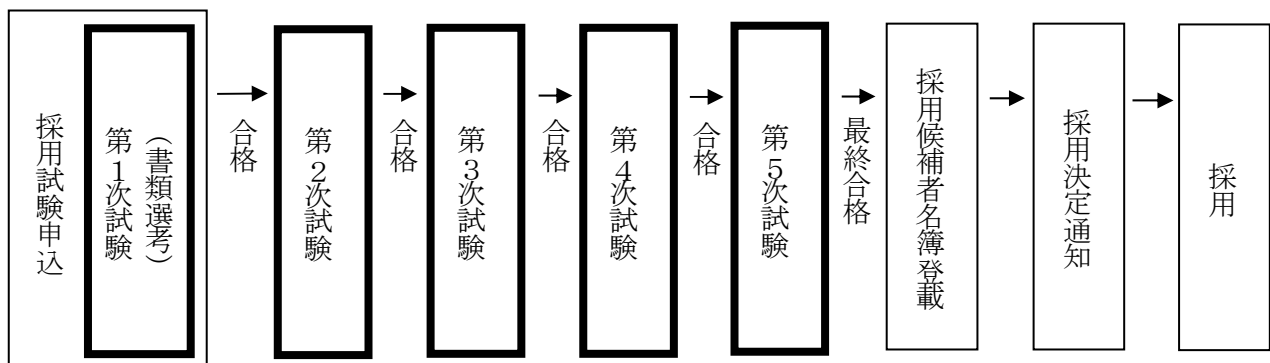 採用試験申込
第１次試験
（書類選考）
合格
第２次試験
合格
第３次試験
合格
第４次試験
合格
第５次試験
最終合格
採用候補者名簿登載
採用決定通知
採用